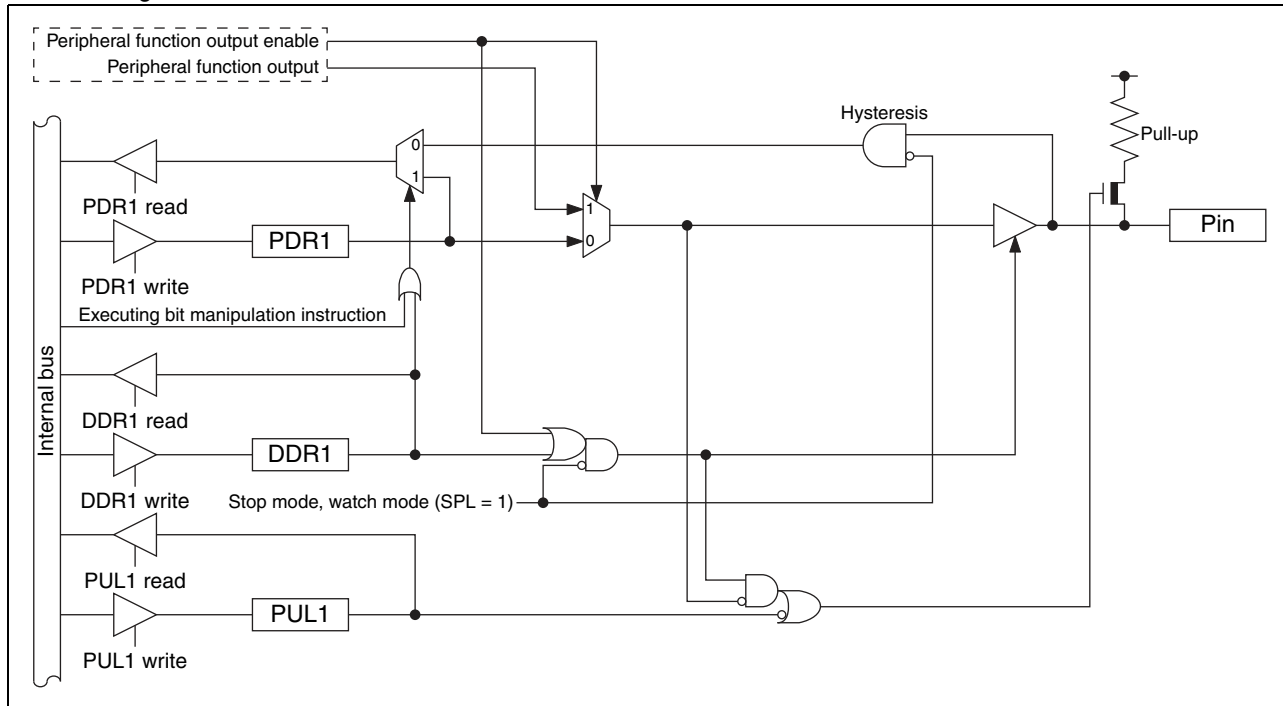 Peripheral function output enable
Peripheral function output
Hysteresis
Pull-up
0
1
PDR1 read
1
PDR1
0
Pin
PDR1 write
Executing bit manipulation instruction
Internal bus
DDR1 read
DDR1
DDR1 write
Stop mode, watch mode (SPL = 1)
PUL1 read
PUL1
PUL1 write